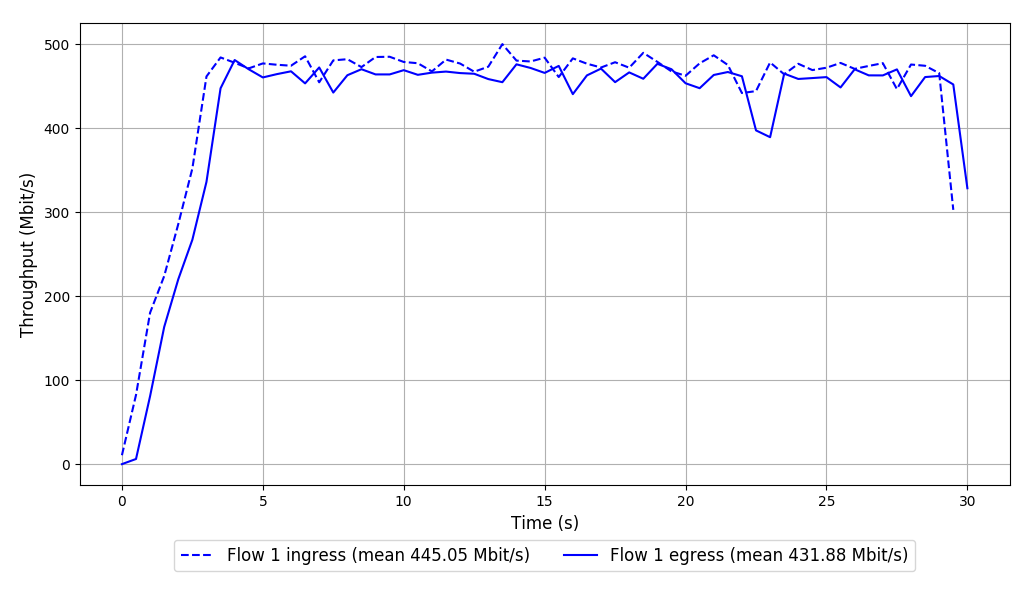 500
400
300
200
100
0
Throughput (Mbit/s)
0 5 10 15 20 25 30
Time (s)
Flow 1 ingress (mean 445.05 Mbit/s) Flow 1 egress (mean 431.88 Mbit/s)